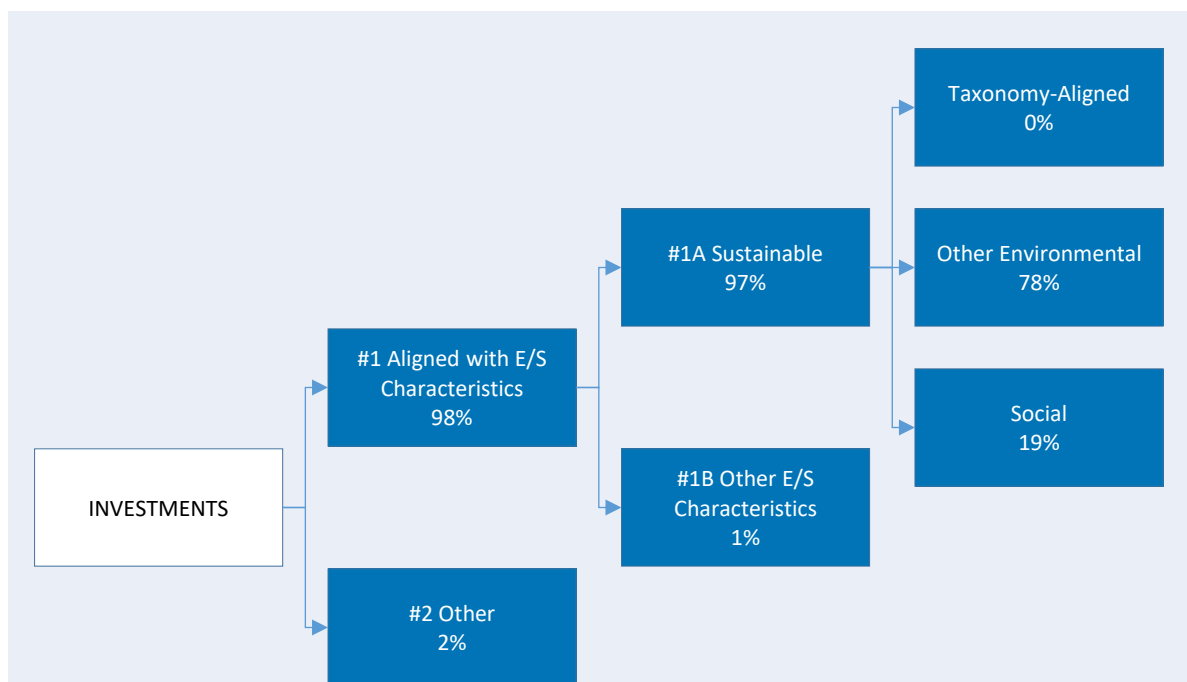 INVESTMENTS
#1 Aligned with E/S
Characteristics
98%
#2 Other
2%
#1A Sustainable
97%
#1B Other E/S
Characteristics
1%
Taxonomy-Aligned
0%
Other Environmental
78%
Social
19%